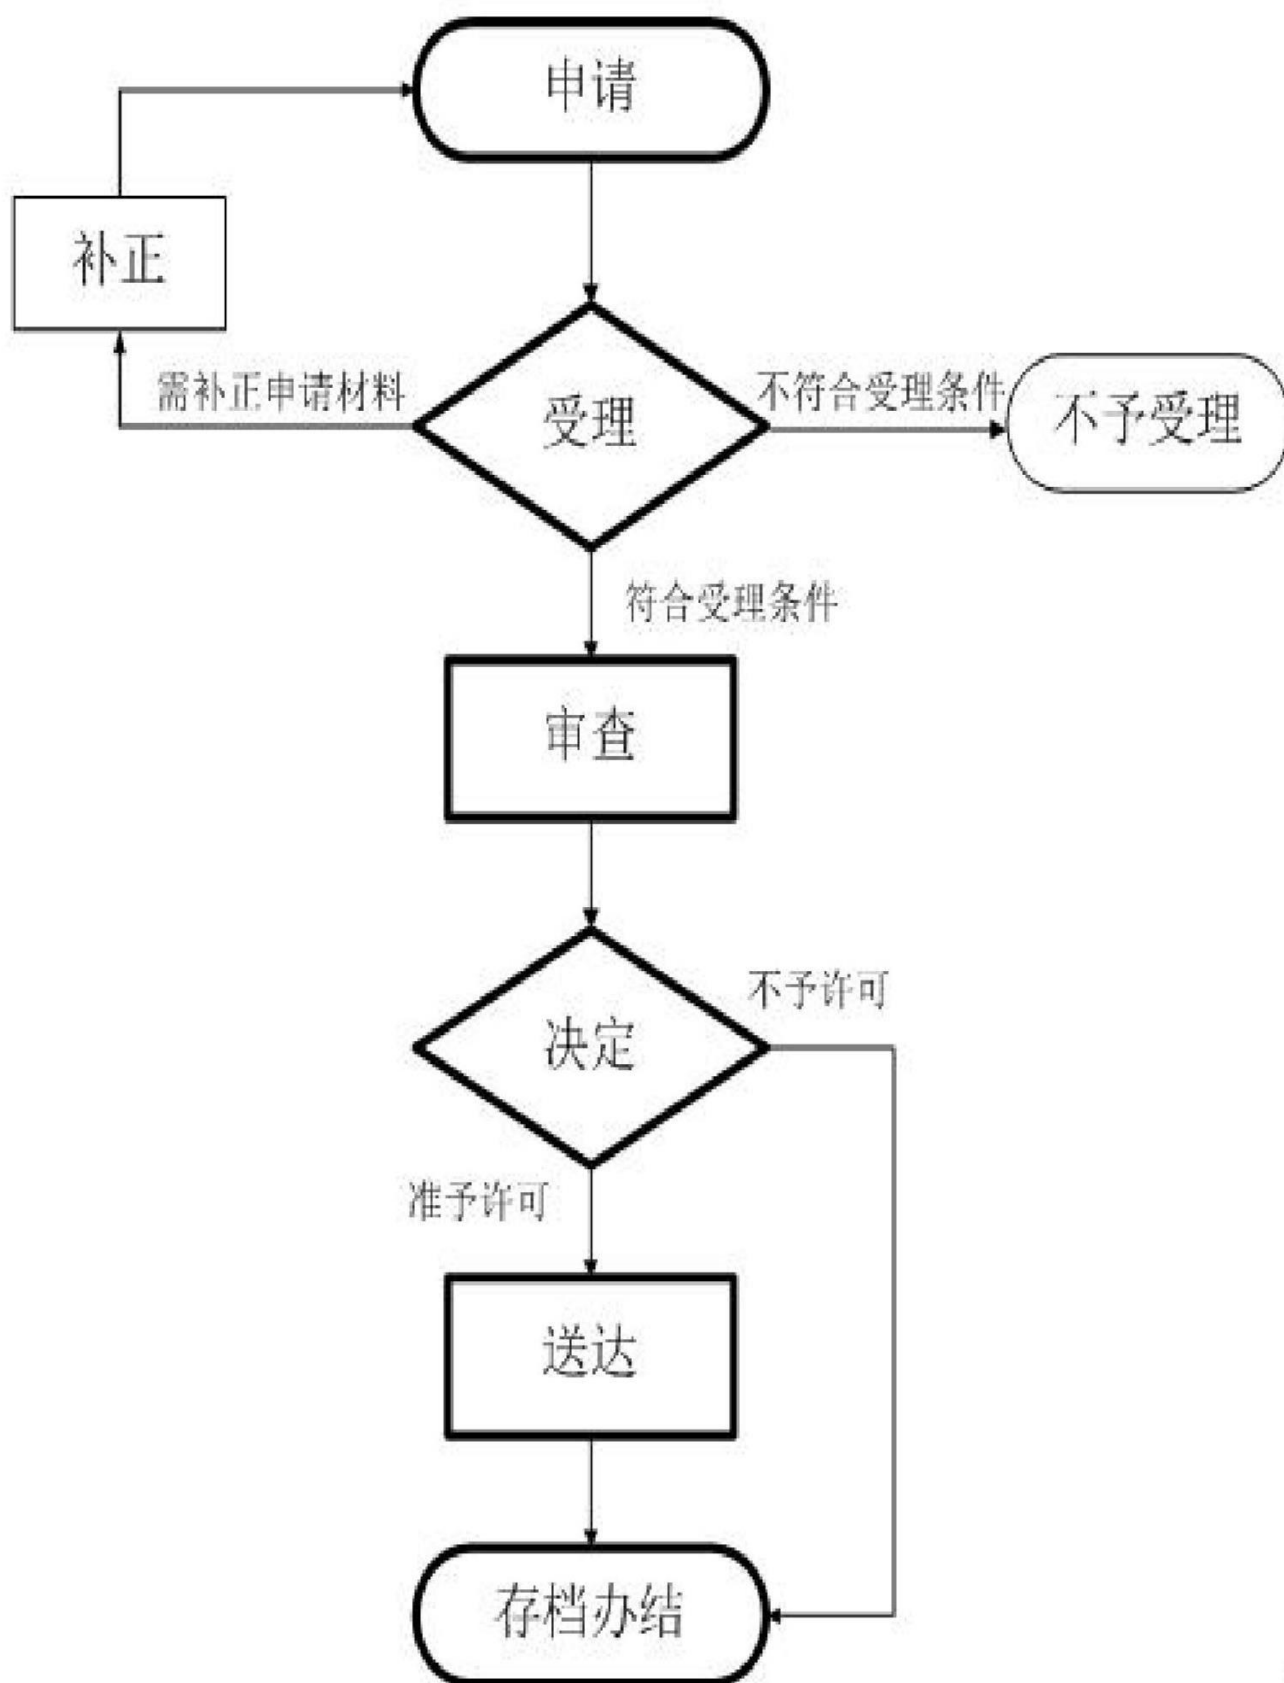 申请
补正
需补正申请材料
受理
不符合受理条件
不予受理
符合受理条件
审查
不予许可
决定
准予许可
送达
存档办结